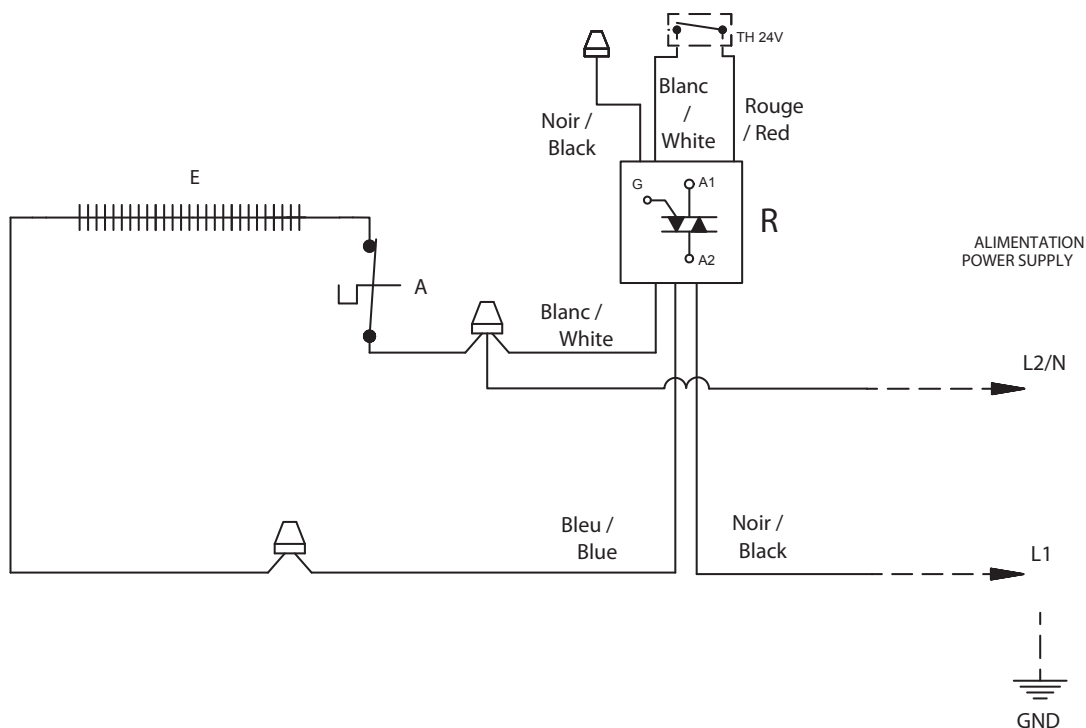 TH 24V
Blanc
/
White
Rouge
/ Red
Noir /
Black
E
G
A1
R
A2
ALIMENTATION
POWER SUPPLY
A
Blanc /
White
L2/N
Bleu /
Blue
Noir /
Black
L1
GND